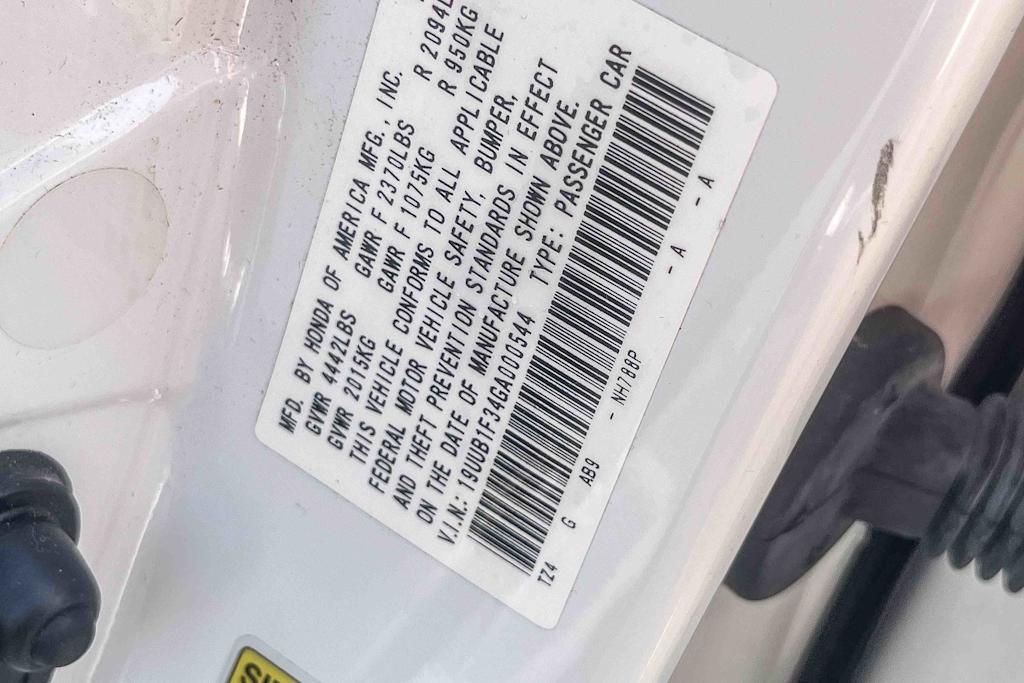 MFD. BY HONDA OF AMERICA MFG., INC.
GVWR 4442LBS GAWR F 2370LBS R 2094L
GVWR 2015KG GAWR F 1075KG R 950KG
THIS VEHICLE CONFORMS TO ALL APPLICABLE
FEDERAL MOTOR VEHICLE SAFETY, BUMPER,
AND THEFT PREVENTION STANDARDS IN EFFECT
ON THE DATE OF MANUFACTURE SHOWN ABOVE.
V.I.N.: 19UUB1F34GA000544 TYPE: PASSENGER CAR
TZ4 G AB9 - NH788P - A - A